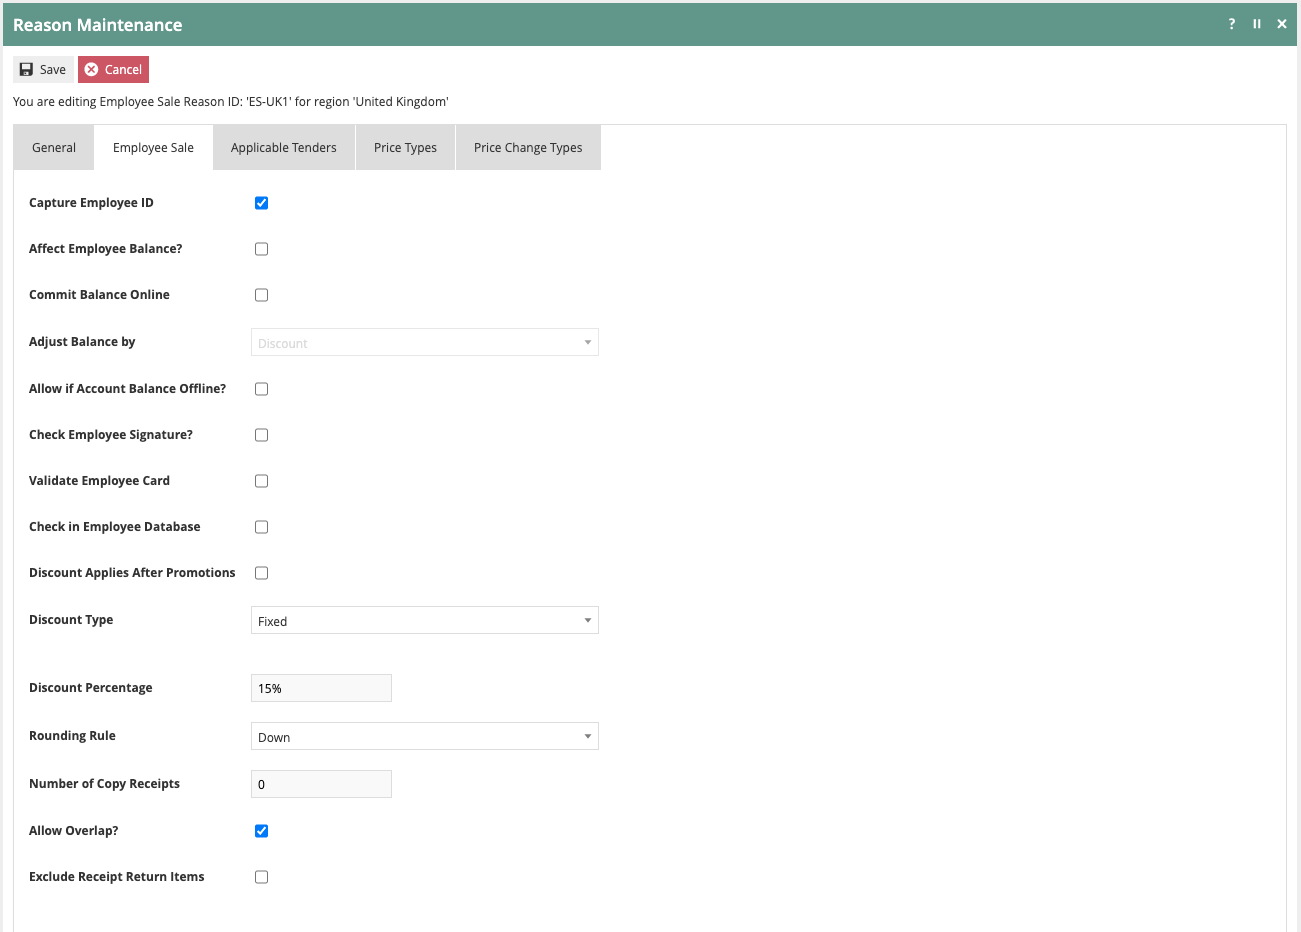 Reason Maintenance
?
Save Cancel
You are editing Employee Sale Reason ID: 'ES-UK1' for region 'United Kingdom'
General Employee Sale Applicable Tenders Price Types Price Change Types
Capture Employee ID
Affect Employee Balance?
Commit Balance Online
Adjust Balance by Discount
Allow if Account Balance Offline?
Check Employee Signature?
Validate Employee Card
Check in Employee Database
Discount Applies After Promotions
Discount Type Fixed
Discount Percentage 15%
Rounding Rule Down
Number of Copy Receipts 0
Allow Overlap?
Exclude Receipt Return Items